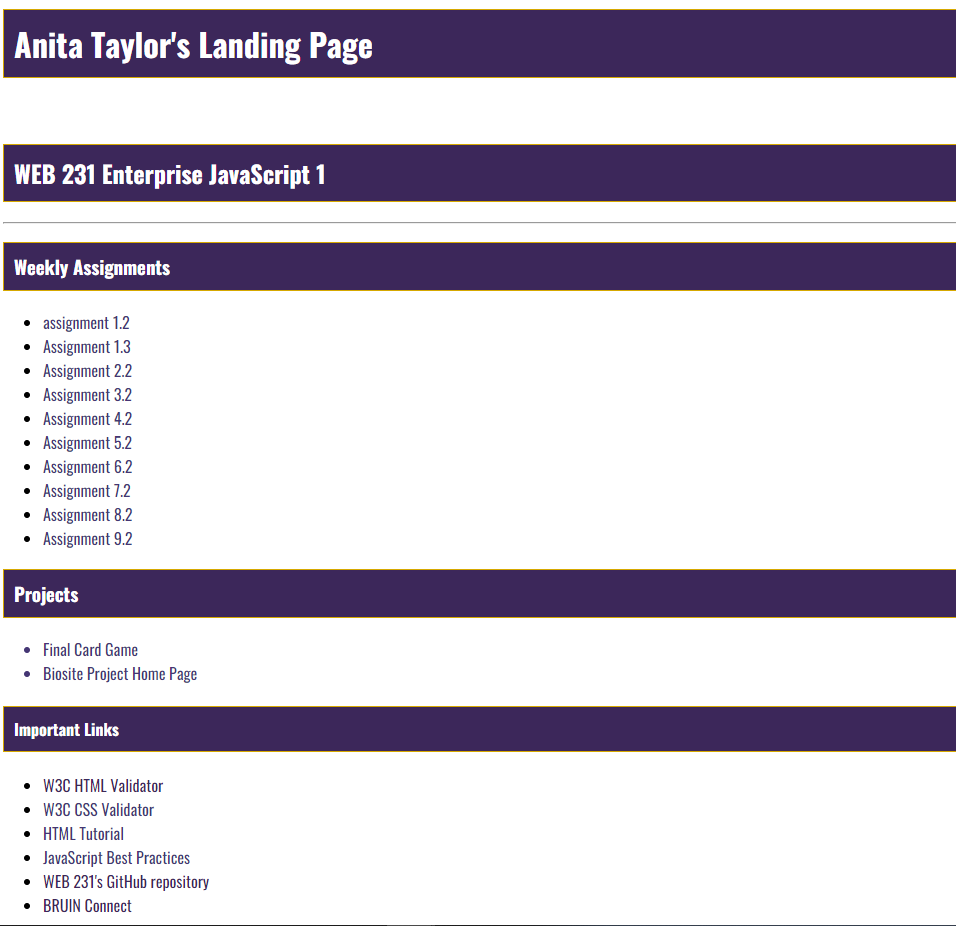 Anita Taylor's Landing Page
WEB 231 Enterprise JavaScript 1
Weekly Assignments
assignment 1.2
Assignment 1.3
Assignment 2.2
Assignment 3.2
Assignment 4.2
Assignment 5.2
Assignment 6.2
Assignment 7.2
Assignment 8.2
Assignment 9.2
Projects
Final Card Game
Biosite Project Home Page
Important Links
W3C HTML Validator
W3C CSS Validator
HTML Tutorial
JavaScript Best Practices
WEB 231's GitHub repository
BRUIN Connect